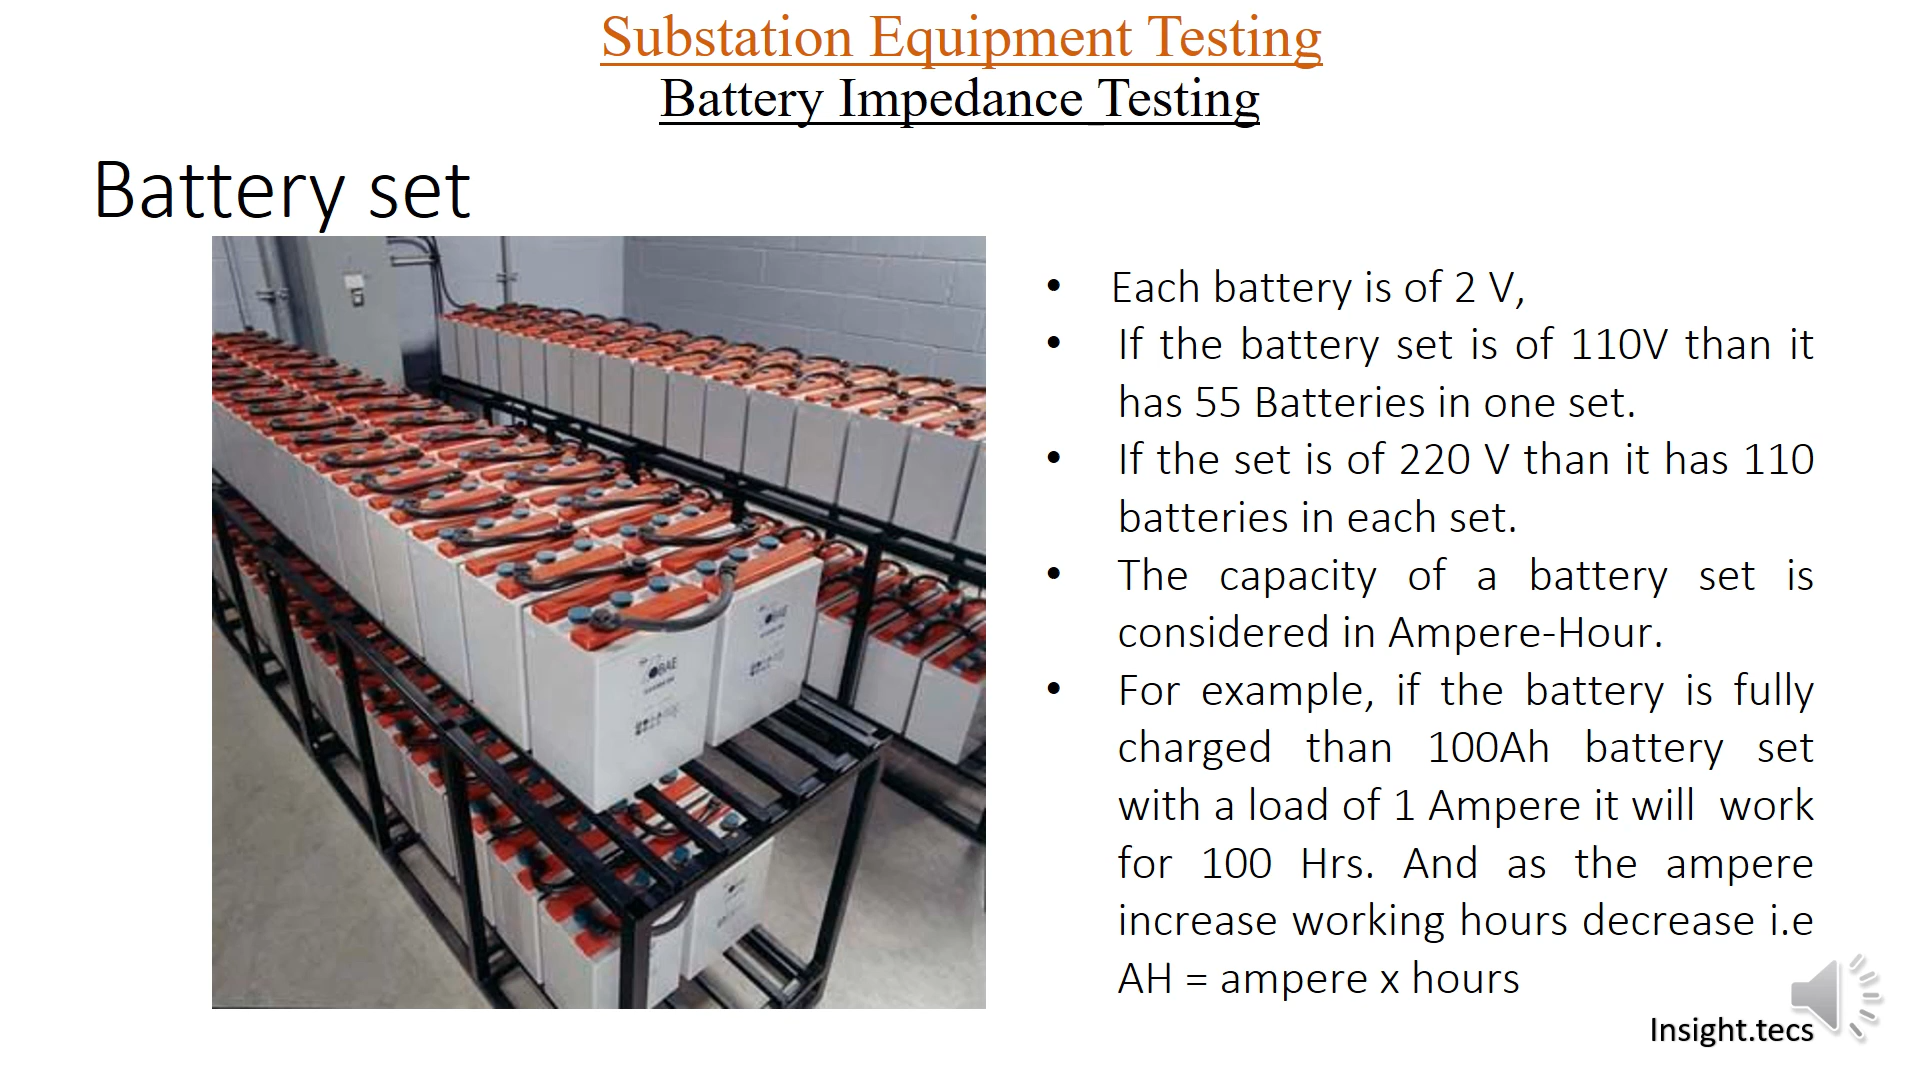 Substation Equipment Testing
Battery Impedance Testing
Battery set
• Each battery is of 2 V,
• If the battery set is of 110V than it
has 55 Batteries in one set.
• If the set is of 220 V than it has 110
batteries in each set.
• The capacity of a battery set is
considered in Ampere-Hour.
• For example, if the battery is fully
charged than 100Ah battery set
with a load of 1 Ampere it will work
for 100 Hrs. And as the ampere
increase working hours decrease i.e
AH = ampere x hours
Insight.tecs
BAE